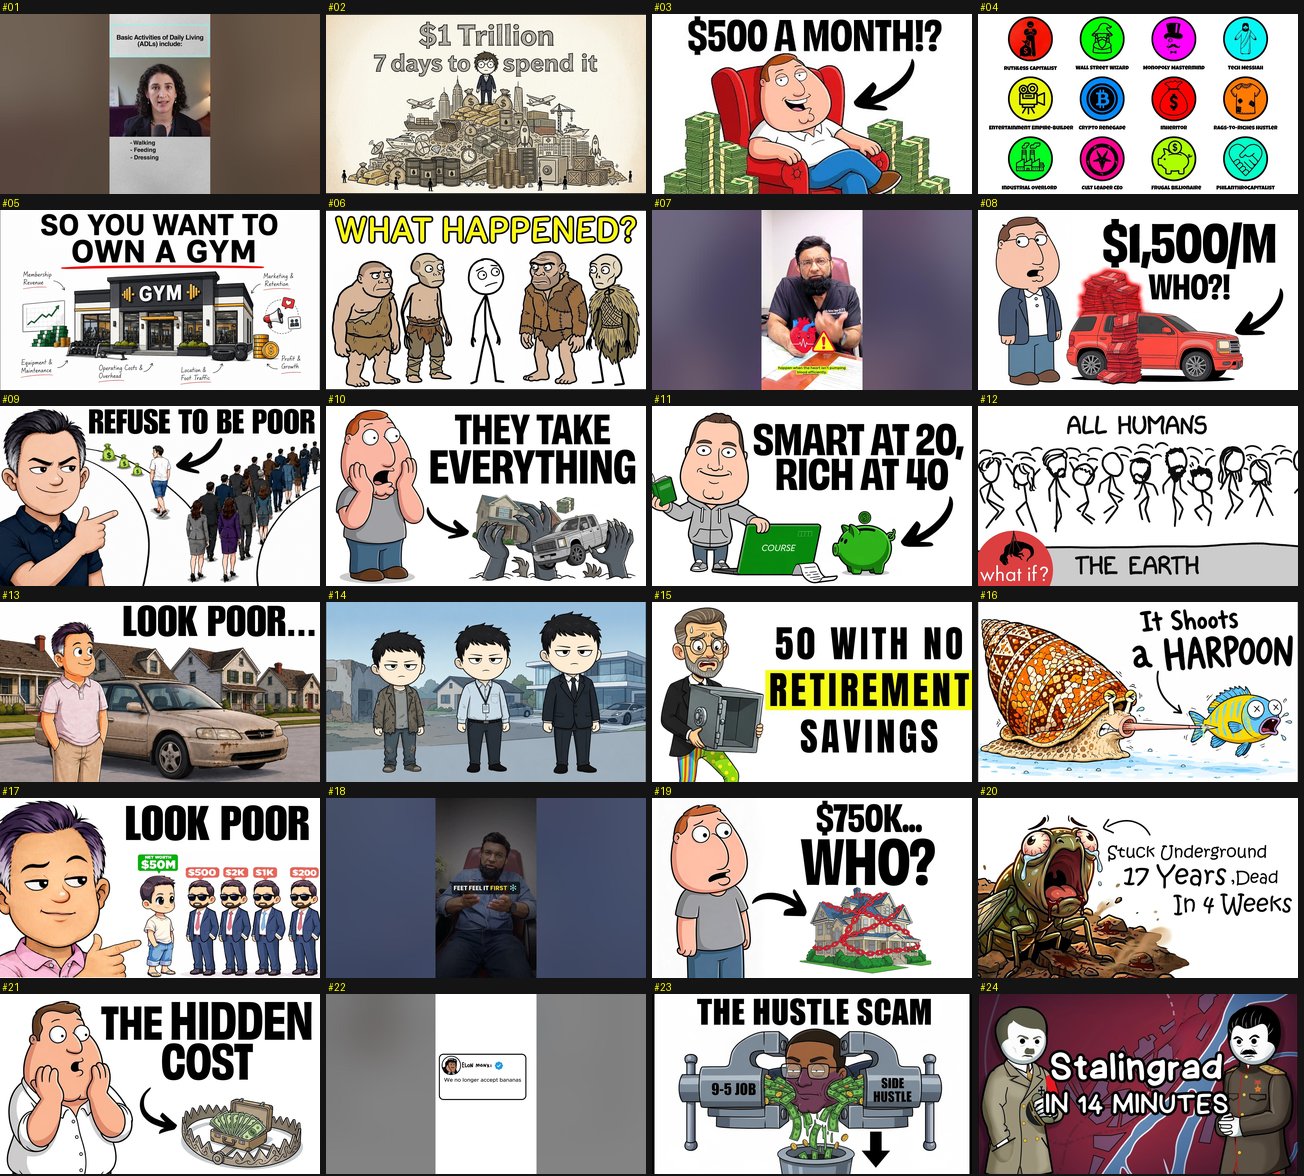 #01
Basic Activities of Daily Living
(ADLs) include:
- Walking
- Feeding
- Dressing
#02
$1 Trillion
7 days to spend it
#03
$500 A MONTH!?
#04
RUTHLESS CAPITALIST
WALL STREET WIZARD
MONOPOLY MASTERMIND
TECH MESSIAH
ENTERTAINMENT EMPIRE-BUILDER
CRYPTO RENEGADE
INHERITOR
RAGS-TO-RICHES HUSTLER
INDUSTRIAL OVERLORD
CULT LEADER CEO
FRUGAL BILLIONAIRE
PHILANTHROCAPITALIST
#05
SO YOU WANT TO
OWN A GYM
Membership
Revenue
GYM
Marketing &
Retention
Equipment &
Maintenance
Operating Costs &
Overhead
Location &
Foot Traffic
Profit &
Growth
#06
WHAT HAPPENED?
#07
happen when the heart isn't pumping
blood efficiently.
#08
$1,500/M
WHO?!
#09
REFUSE TO BE POOR
#10
THEY TAKE
EVERYTHING
#11
SMART AT 20,
RICH AT 40
COURSE
#12
ALL HUMANS
what if?
THE EARTH
#13
LOOK POOR...
#14
#15
50 WITH NO
RETIREMENT
SAVINGS
#16
It Shoots
a HARPOON
#17
LOOK POOR
NET WORTH
$50M
$500
$2K
$1K
$200
#18
FEET FEEL IT FIRST
#19
$750K...
WHO?
#20
Stuck Underground
17 Years, Dead
In 4 Weeks
#21
THE HIDDEN
COST
#22
We no longer accept bananas
#23
THE HUSTLE SCAM
9-5 JOB
SIDE
HUSTLE
#24
Stalingrad
IN 14 MINUTES